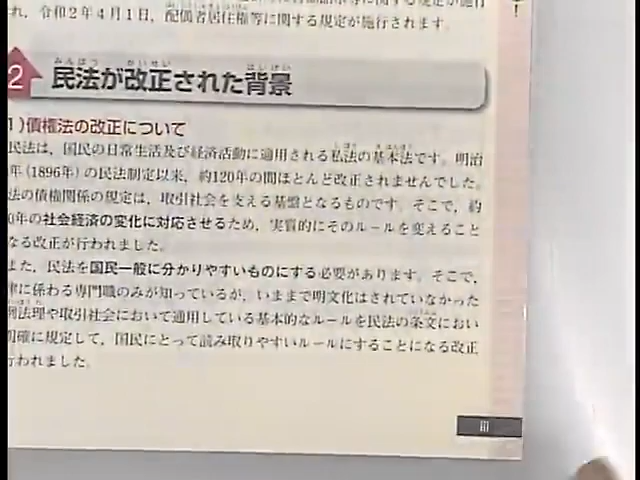 れ，令和２年４月１日，配偶者居住権等に関する規定が施行されます。
2 民法が改正された背景
1)債権法の改正について
民法は，国民の日常生活及び経済活動に適用される私法の基本法です。明治
年(1896年)の民法制定以来，約120年の間ほとんど改正されませんでした。
法の債権関係の規定は，取引社会を支える基盤となるものです。そこで，約
0年の社会経済の変化に対応させるため，実質的にそのルールを変えること
なる改正が行われました。
また，民法を国民一般に分かりやすいものにする必要があります。そこで，
律に係わる専門職のみが知っているが，いままで明文化はされていなかった
判法理や取引社会において通用している基本的なルールを民法の条文におい
明確に規定して，国民にとって読み取りやすいルールにすることになる改正
行われました。
Ⅲ